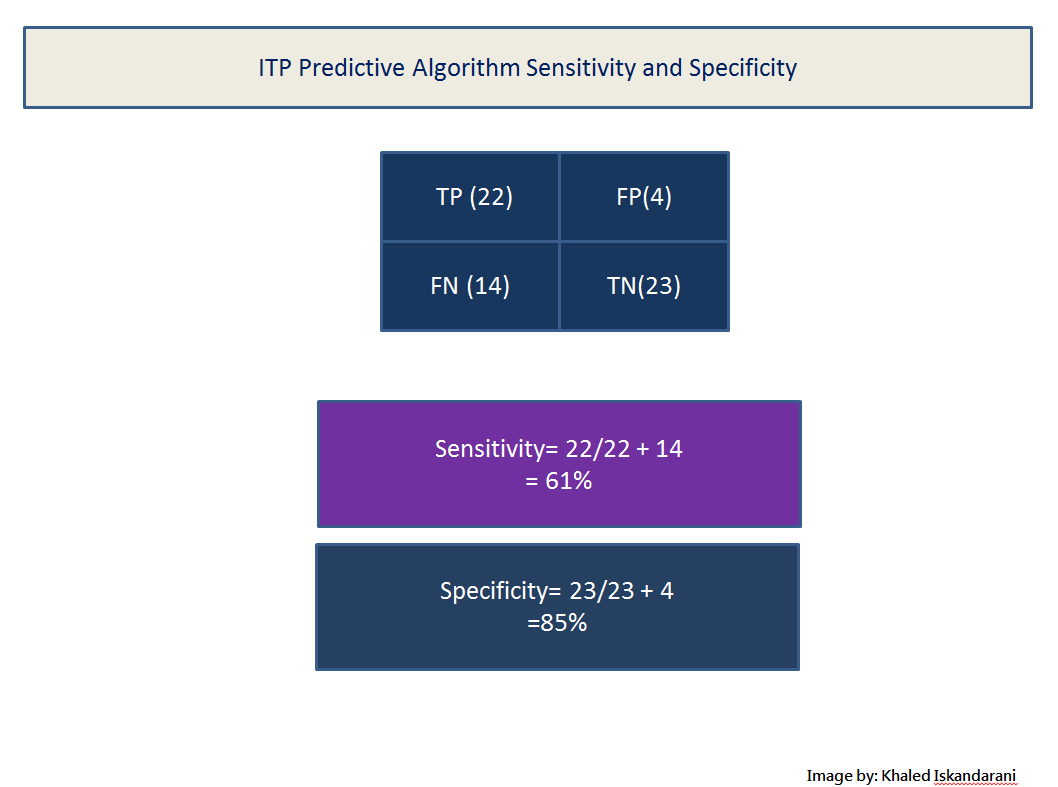 ITP Predictive Algorithm Sensitivity and Specificity
TP (22)
FP(4)
FN (14)
TN(23)
Sensitivity= 22/22 + 14
= 61%
Specificity= 23/23 + 4
=85%
Image by: Khaled Iskandarani